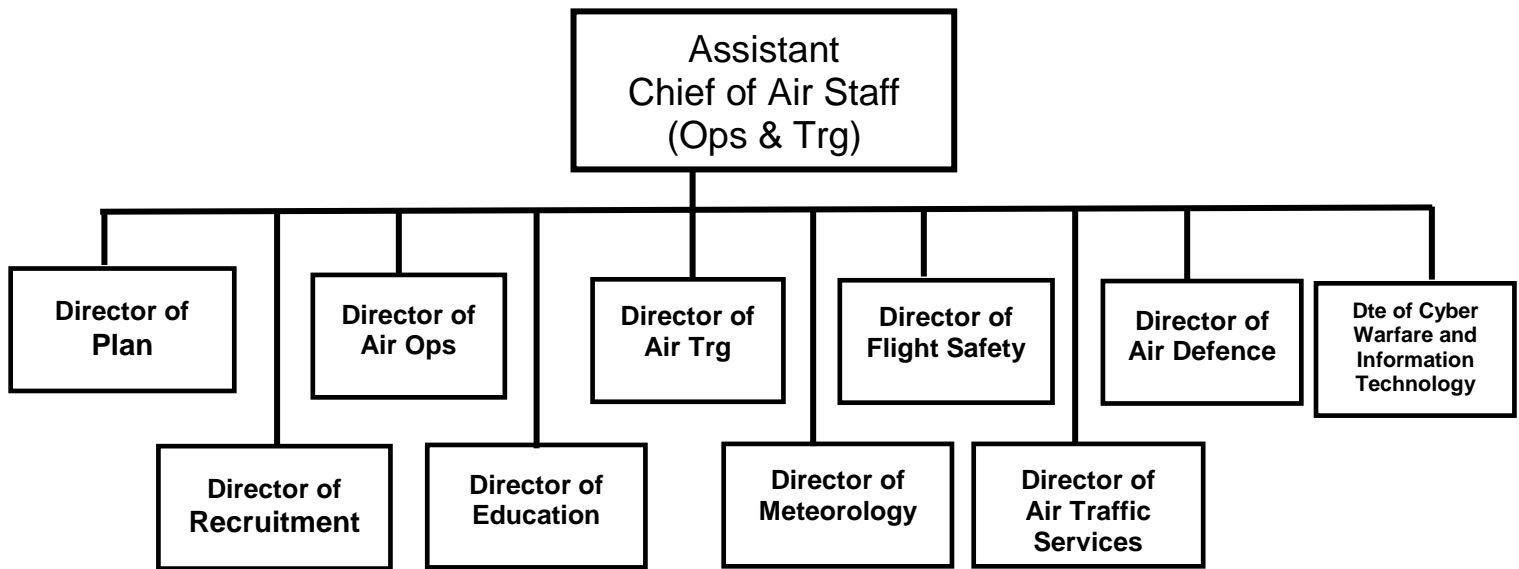 Assistant
Chief of Air Staff
(Ops & Trg)
Director of
Plan
Director of
Air Ops
Director of
Air Trg
Director of
Flight Safety
Director of
Air Defence
Dte of Cyber
Warfare and
Information
Technology
Director of
Recruitment
Director of
Education
Director of
Meteorology
Director of
Air Traffic
Services